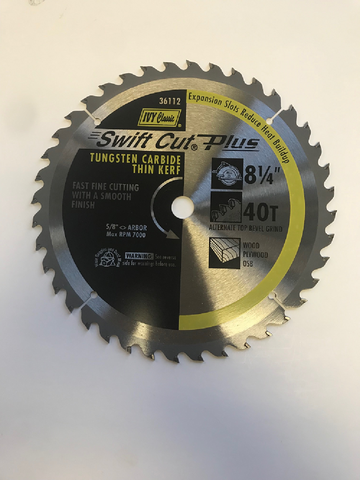 36112
IVY Classic
Expansion Slots Reduce Heat Buildup
Swift Cut® Plus
TUNGSTEN CARBIDE
THIN KERF
FAST FINE CUTTING
WITH A SMOOTH
FINISH
8¼"
40T
ALTERNATE TOP BEVEL GRIND
5/8" <> ARBOR
Max RPM 7000
WOOD
PLYWOOD
OSB
WARNING